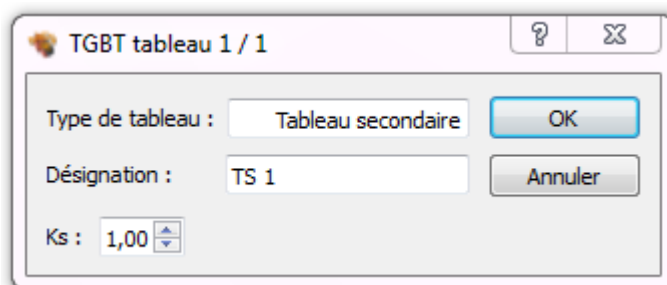 TGBT tableau 1 / 1
Type de tableau : Tableau secondaire OK
Désignation : TS 1 Annuler
Ks : 1,00